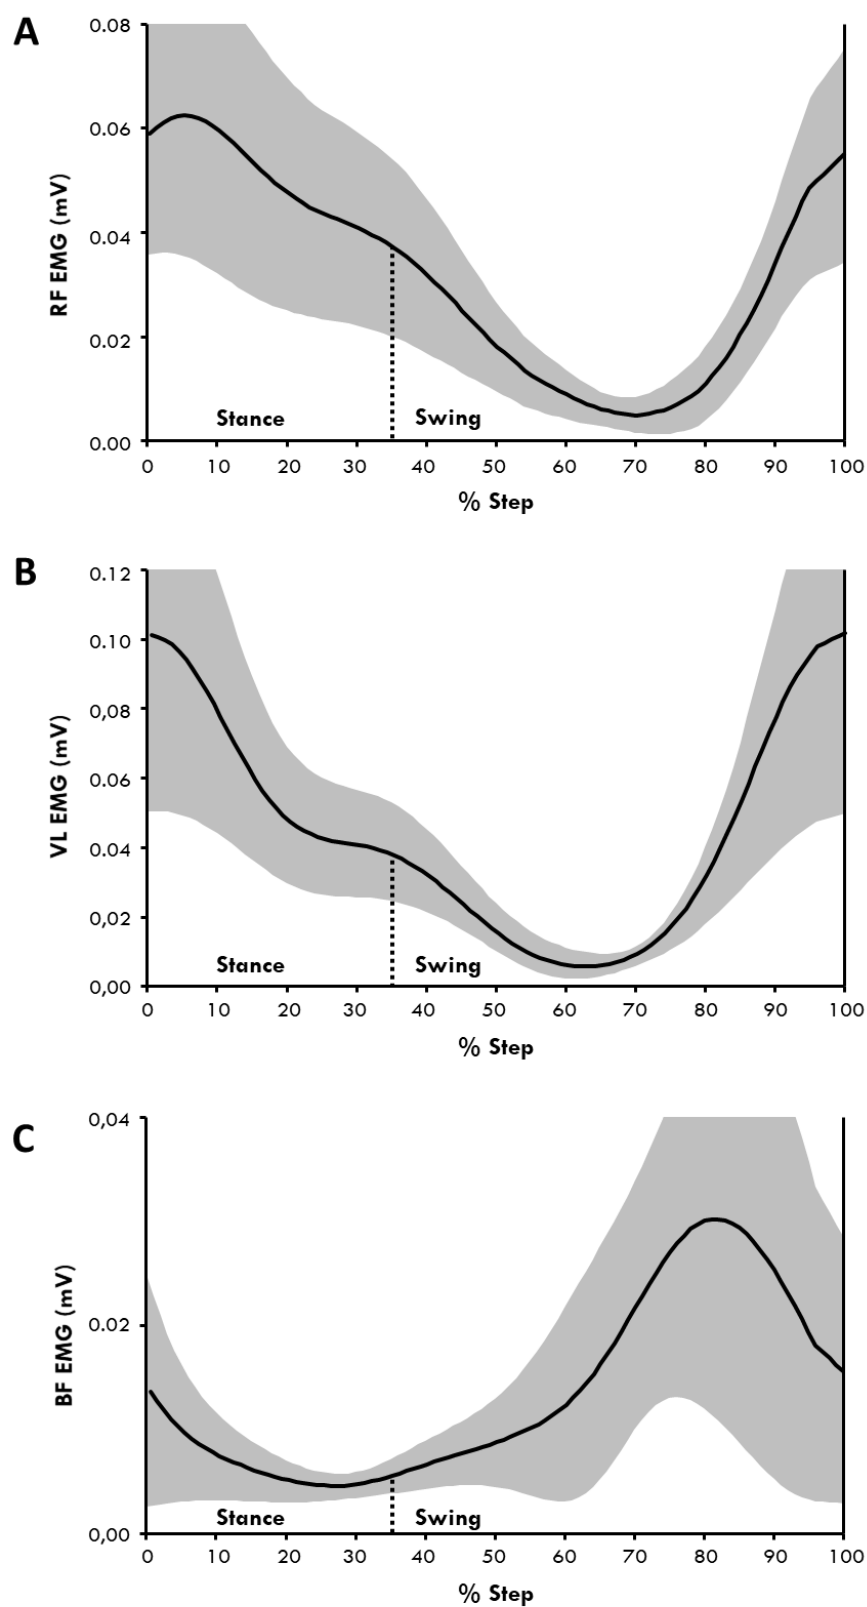 A
RF EMG (mV)
0.08
0.06
0.04
0.02
0.00
Stance
Swing
0 10 20 30 40 50 60 70 80 90 100
% Step
B
VL EMG (mV)
0.12
0.10
0,08
0.06
0.04
0,02
0,00
Stance
Swing
0 10 20 30 40 50 60 70 80 90 100
% Step
C
BF EMG (mV)
0,04
0.02
0,00
Stance
Swing
0 10 20 30 40 50 60 70 80 90 100
% Step